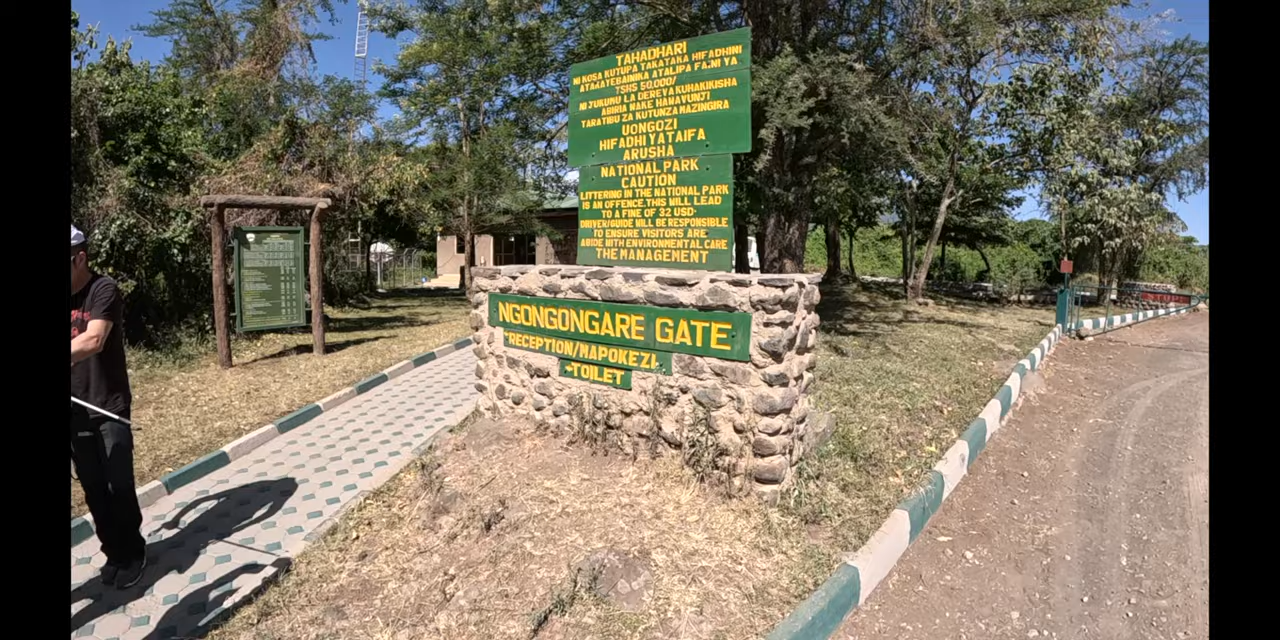 TAHADHARI
NI KOSA KUTUPA TAKATAKA HIFADHINI
ATAKAYEBAINIKA ATALIPA FAINI YA
TSHS 50,000/
NI JUKUNU LA DEREVA KUHAKIKISHA
ABIRIA WAKE HAWAVUNJI
TARATIBU ZA KUTUNZA MAZINGIRA
UONGOZI
HIFADHI YA TAIFA
ARUSHA
NATIONAL PARK
CAUTION
LITTERING IN THE NATIONAL PARK
IS AN OFFENCE.THIS WILL LEAD
TO A FINE OF 32 USD.
DRIVER/GUIDE WILL BE RESPONSIBLE
TO ENSURE VISITORS ARE
ABIDE WITH ENVIRONMENTAL CARE
THE MANAGEMENT
NGONGONGARE GATE
RECEPTION/MAPOKEZI
TOILET